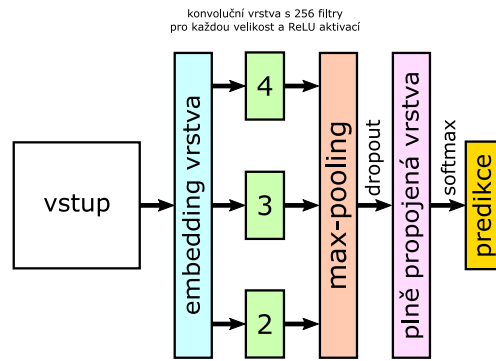 konvoluční vrstva s 256 filtry
pro každou velikost a ReLU aktivací
vstup
embedding vrstva
4
3
2
max-pooling
dropout
plně propojená vrstva
softmax
predikce